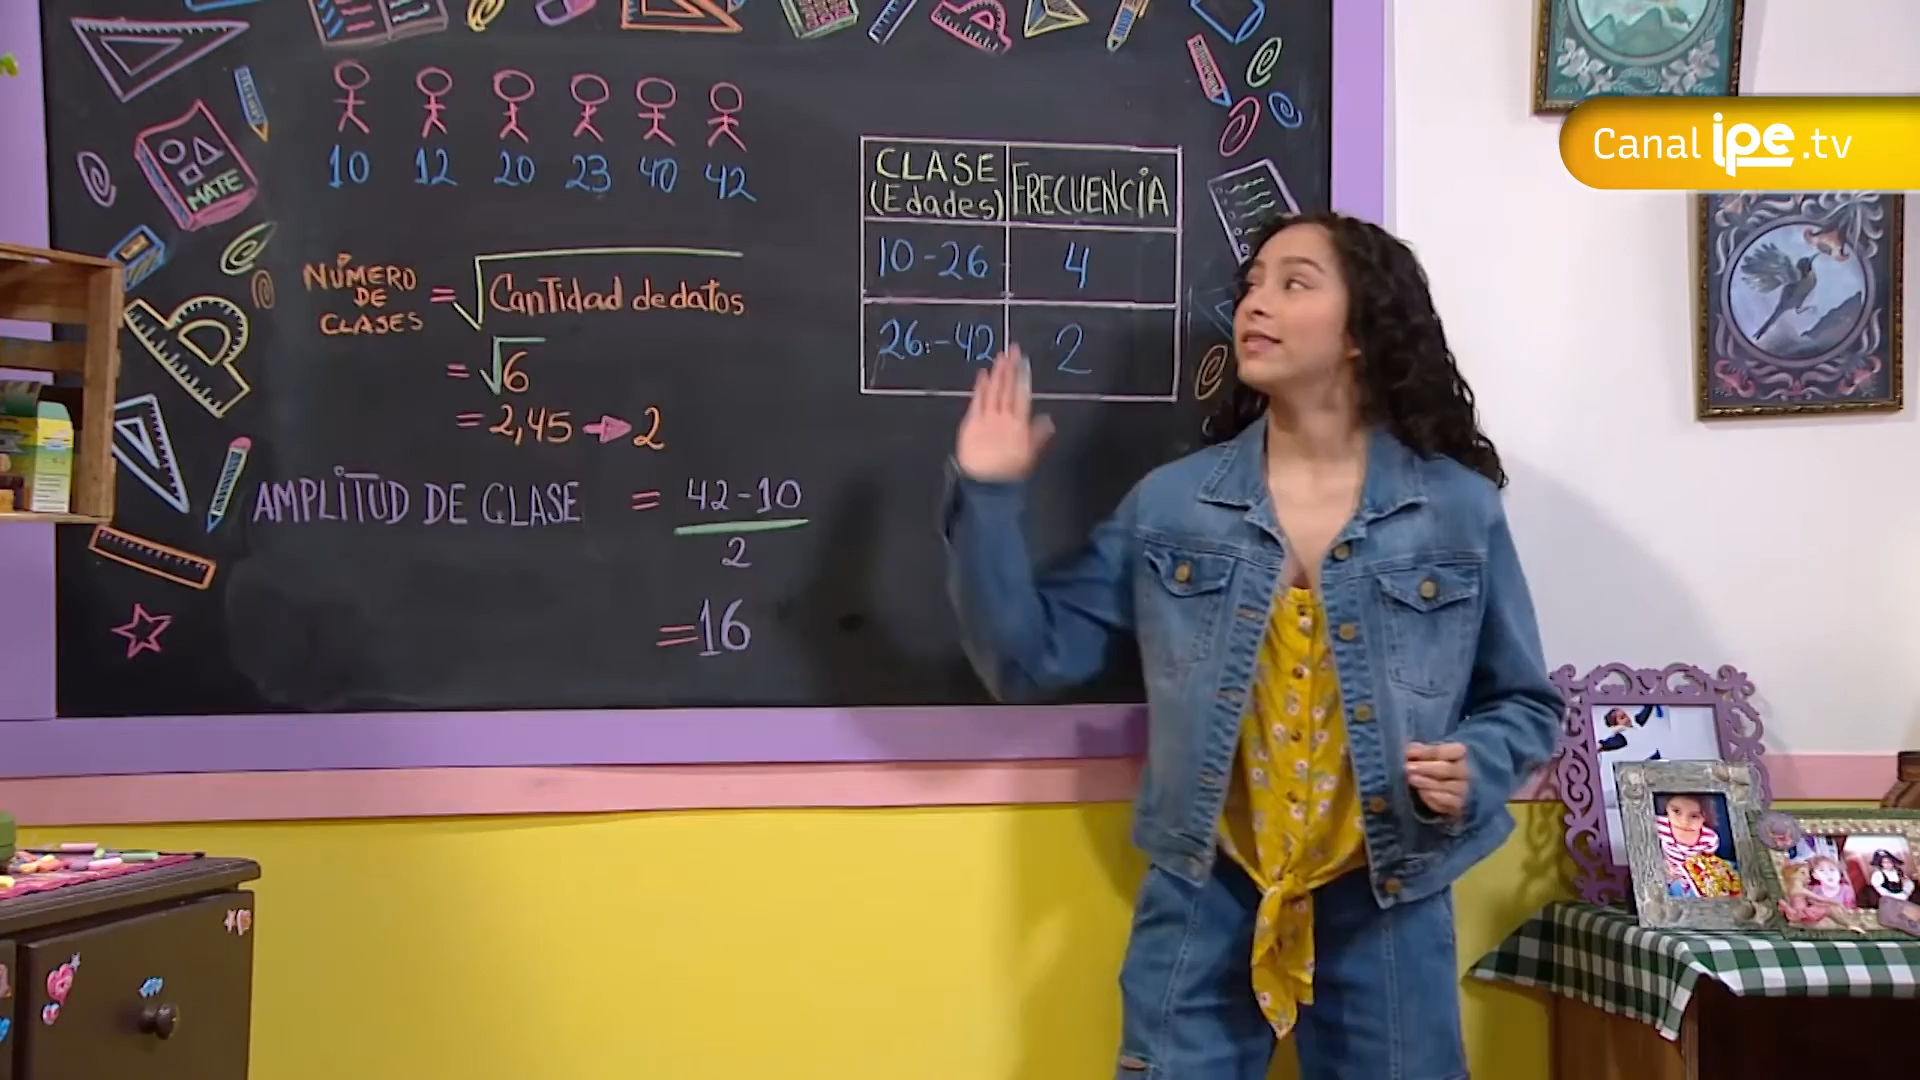 Canal ipe.tv
MATE
10 12 20 23 40 42
NÚMERO DE CLASES = √Cantidad de datos
= √6
= 2,45 → 2
AMPLITUD DE CLASE = 42-10
2
=16
CLASE (Edades) FRECUENCIA
10-26 4
26-42 2